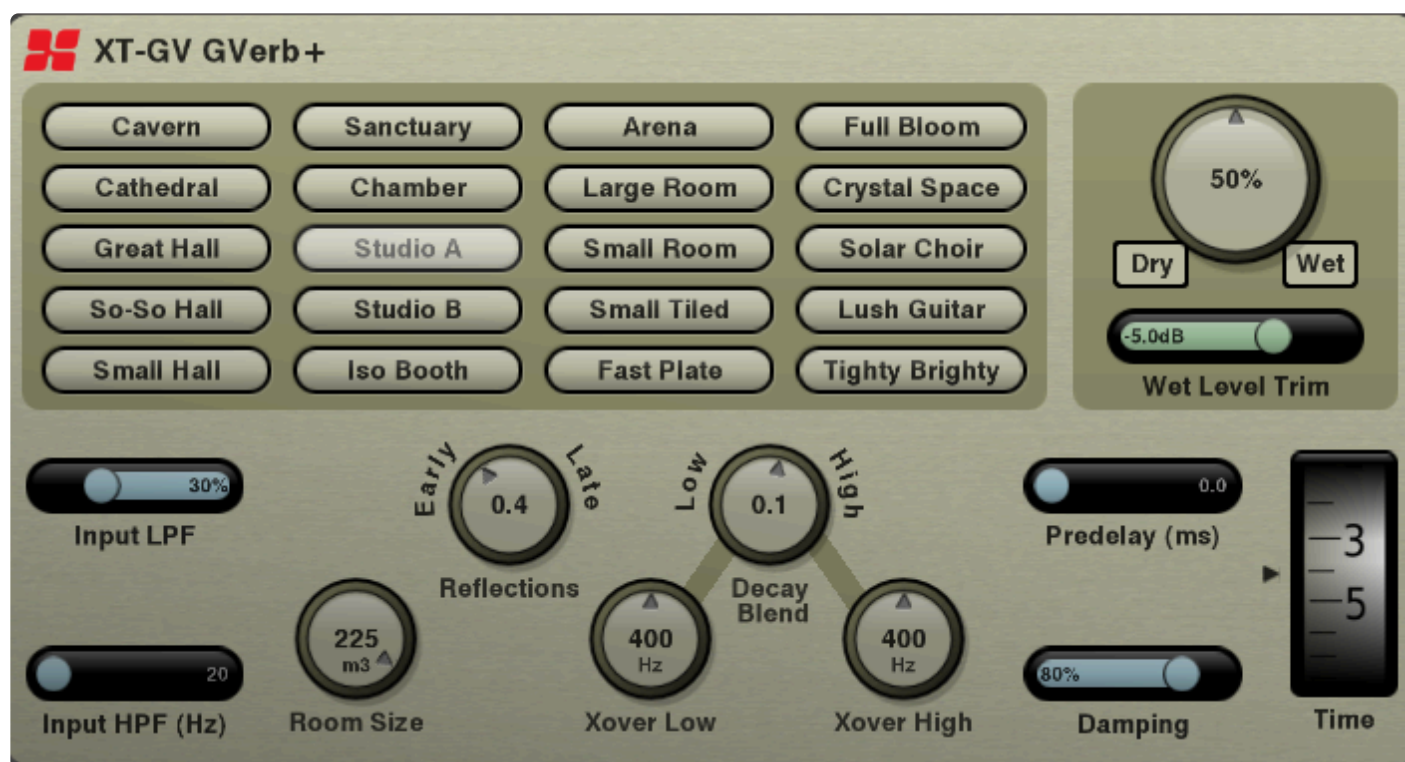 XT-GV GVerb+
Cavern Sanctuary Arena Full Bloom
Cathedral Chamber Large Room Crystal Space
Great Hall Studio A Small Room Solar Choir
So-So Hall Studio B Small Tiled Lush Guitar
Small Hall Iso Booth Fast Plate Tighty Brighty
50%
Dry Wet
-5.0dB
Wet Level Trim
30%
Input LPF
Early Late
0.4
Reflections
Low High
0.1
Decay
Blend
0.0
Predelay (ms)
3
5
Time
20
Input HPF (Hz)
225
m3
Room Size
400
Hz
Xover Low
400
Hz
Xover High
80%
Damping